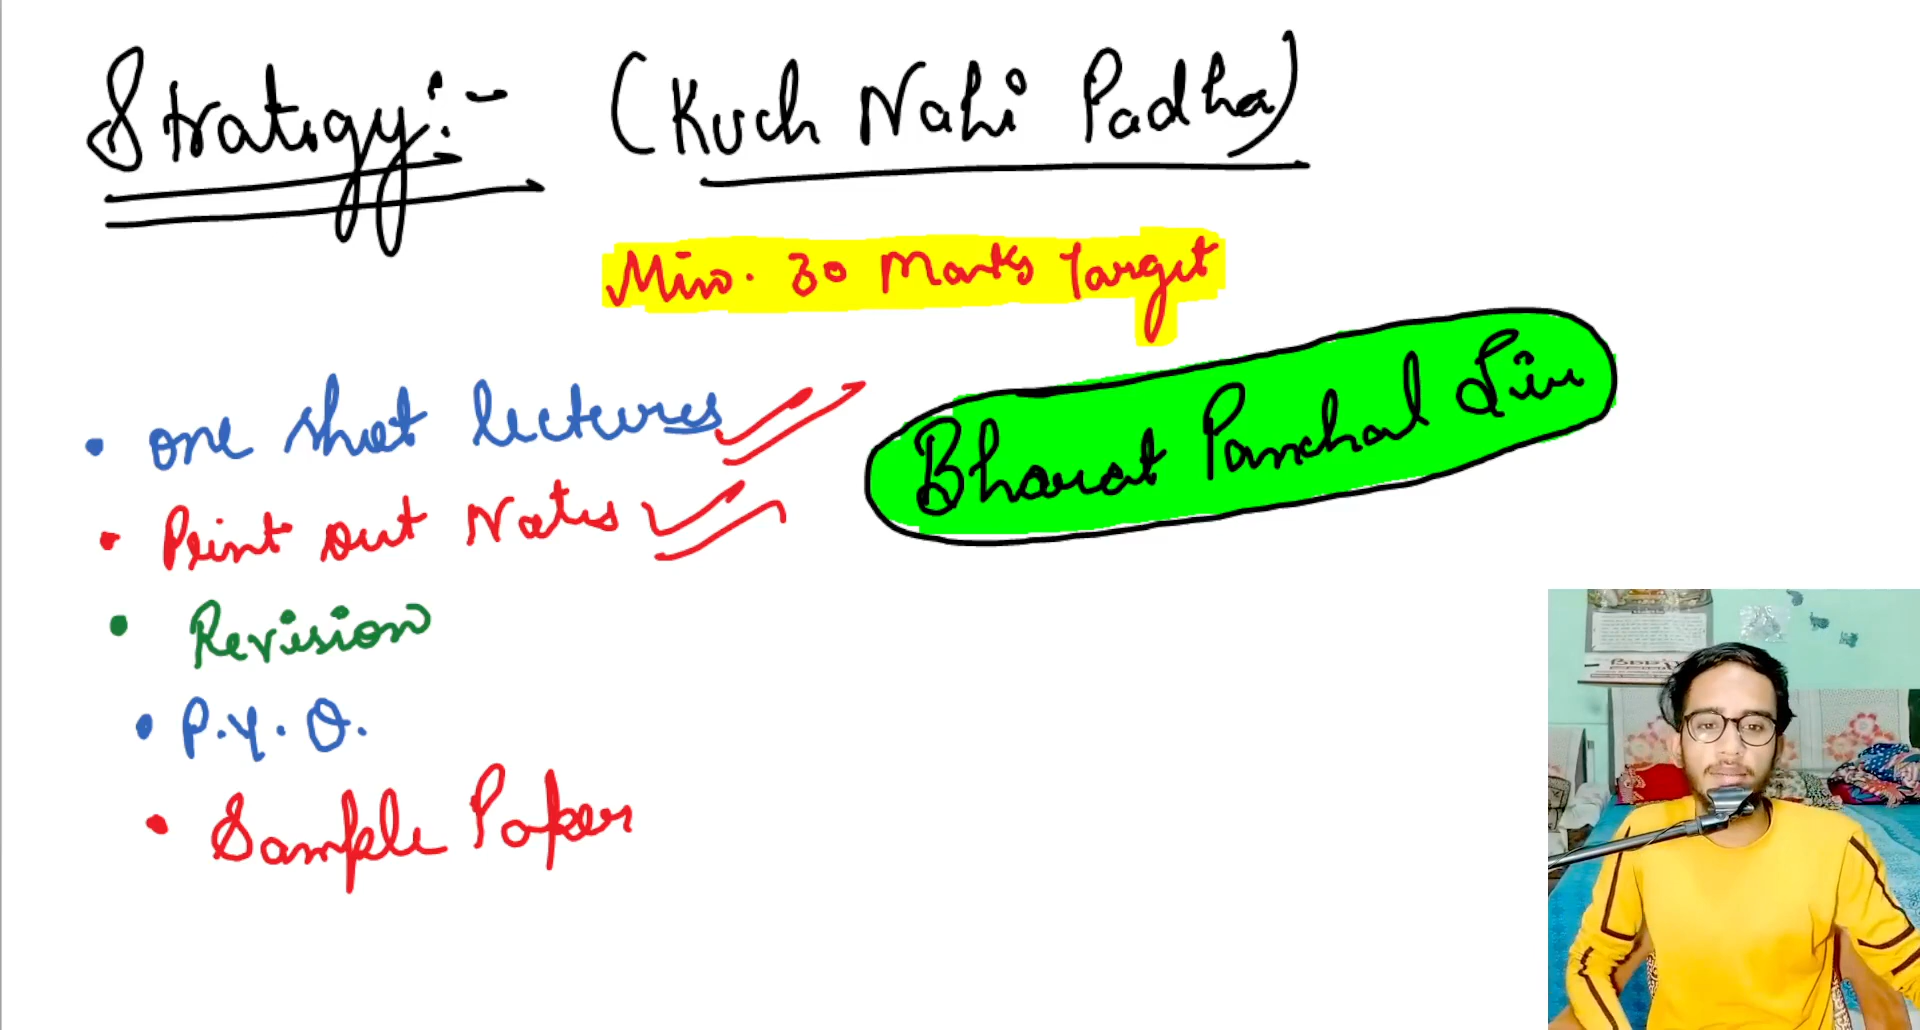 Strategy:- (Kuch Nahi Padha)
Min. 30 Marks Target
• one shot lectures
Bharat Panchal Live
• Print out Notes
• Revision
• P.Y.Q.
• Sample Paper